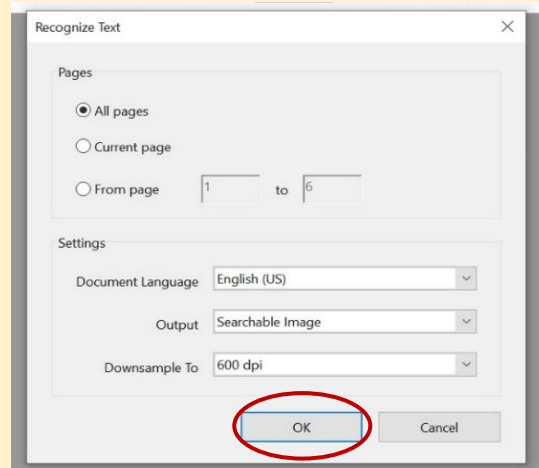 Recognize Text
Pages
All pages
Current page
From page 1 to 6
Settings
Document Language English (US)
Output Searchable Image
Downsample To 600 dpi
OK Cancel